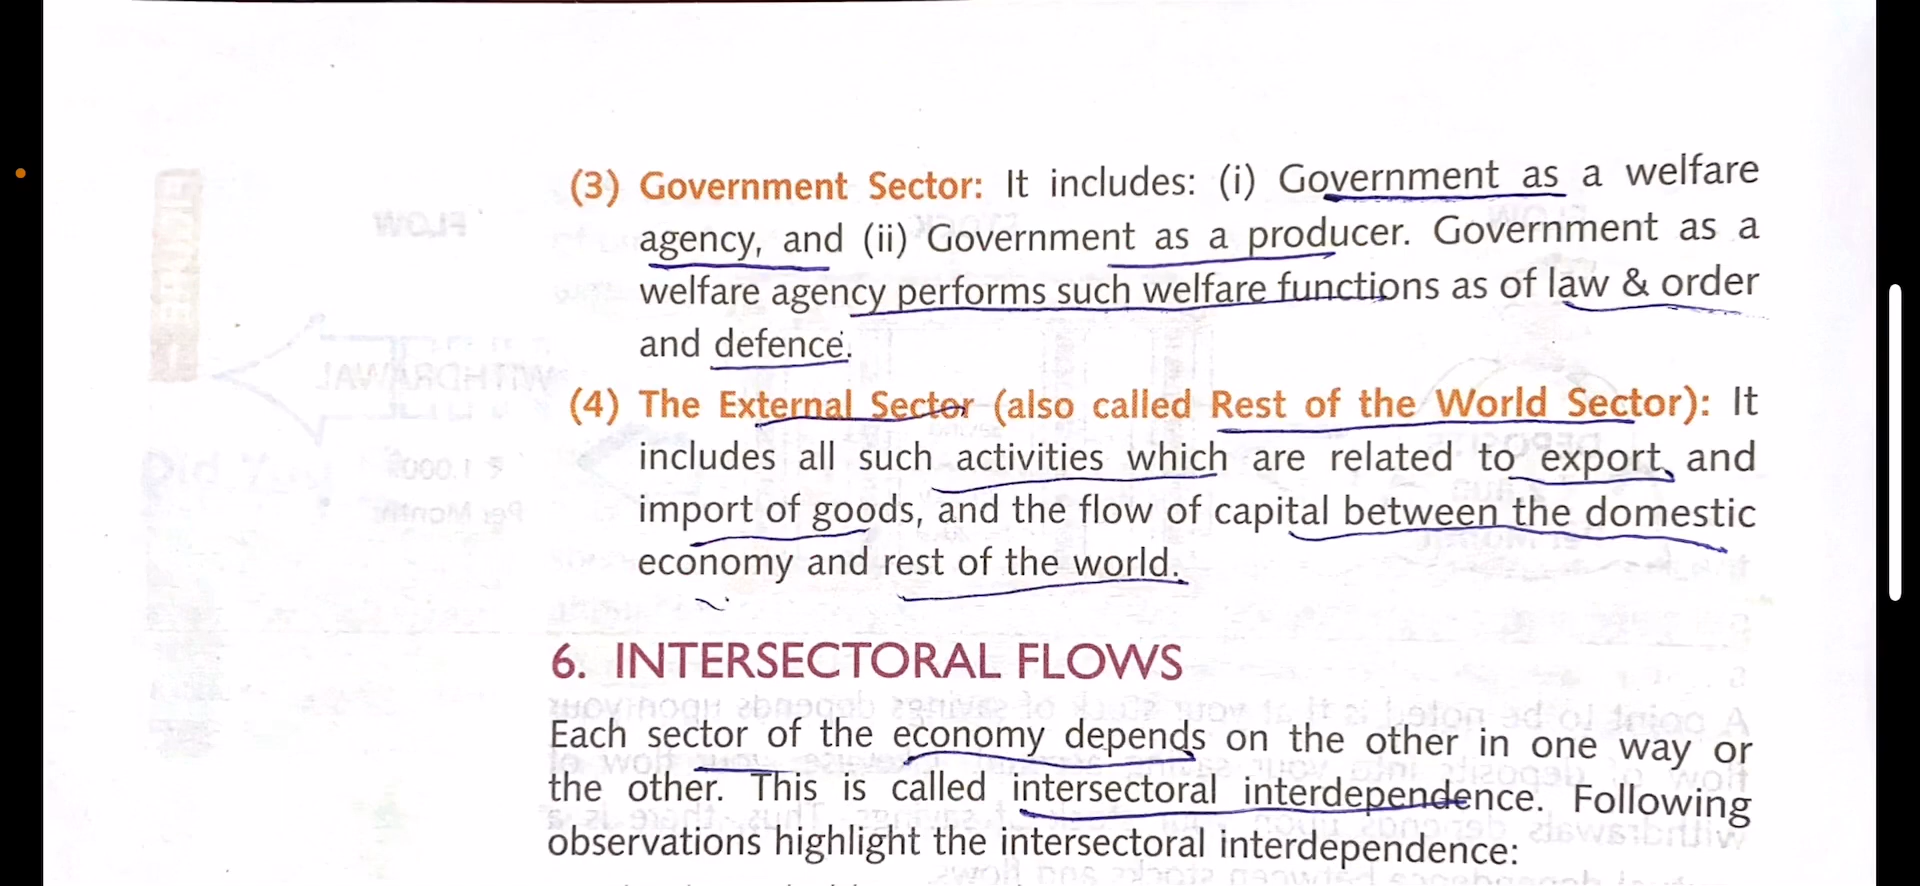 (3) Government Sector: It includes: (i) Government as a welfare
agency, and (ii) Government as a producer. Government as a
welfare agency performs such welfare functions as of law & order
and defence.
(4) The External Sector (also called Rest of the World Sector): It
includes all such activities which are related to export, and
import of goods, and the flow of capital between the domestic
economy and rest of the world.
6. INTERSECTORAL FLOWS
Each sector of the economy depends on the other in one way or
the other. This is called intersectoral interdependence. Following
observations highlight the intersectoral interdependence: